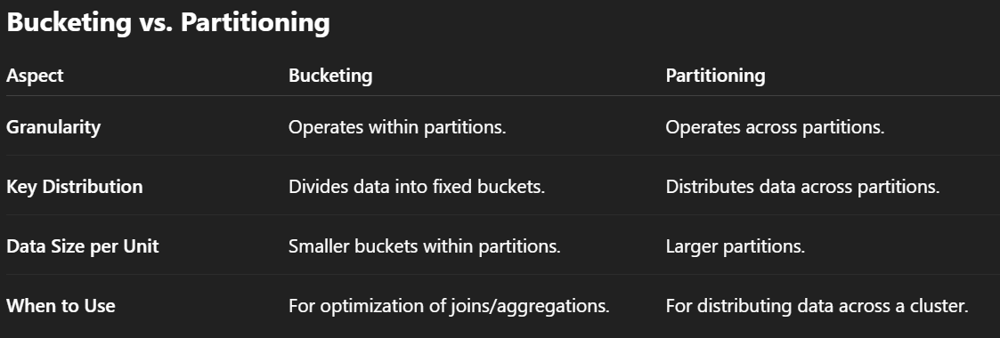 Bucketing vs. Partitioning
Aspect Bucketing Partitioning
Granularity Operates within partitions. Operates across partitions.
Key Distribution Divides data into fixed buckets. Distributes data across partitions.
Data Size per Unit Smaller buckets within partitions. Larger partitions.
When to Use For optimization of joins/aggregations. For distributing data across a cluster.